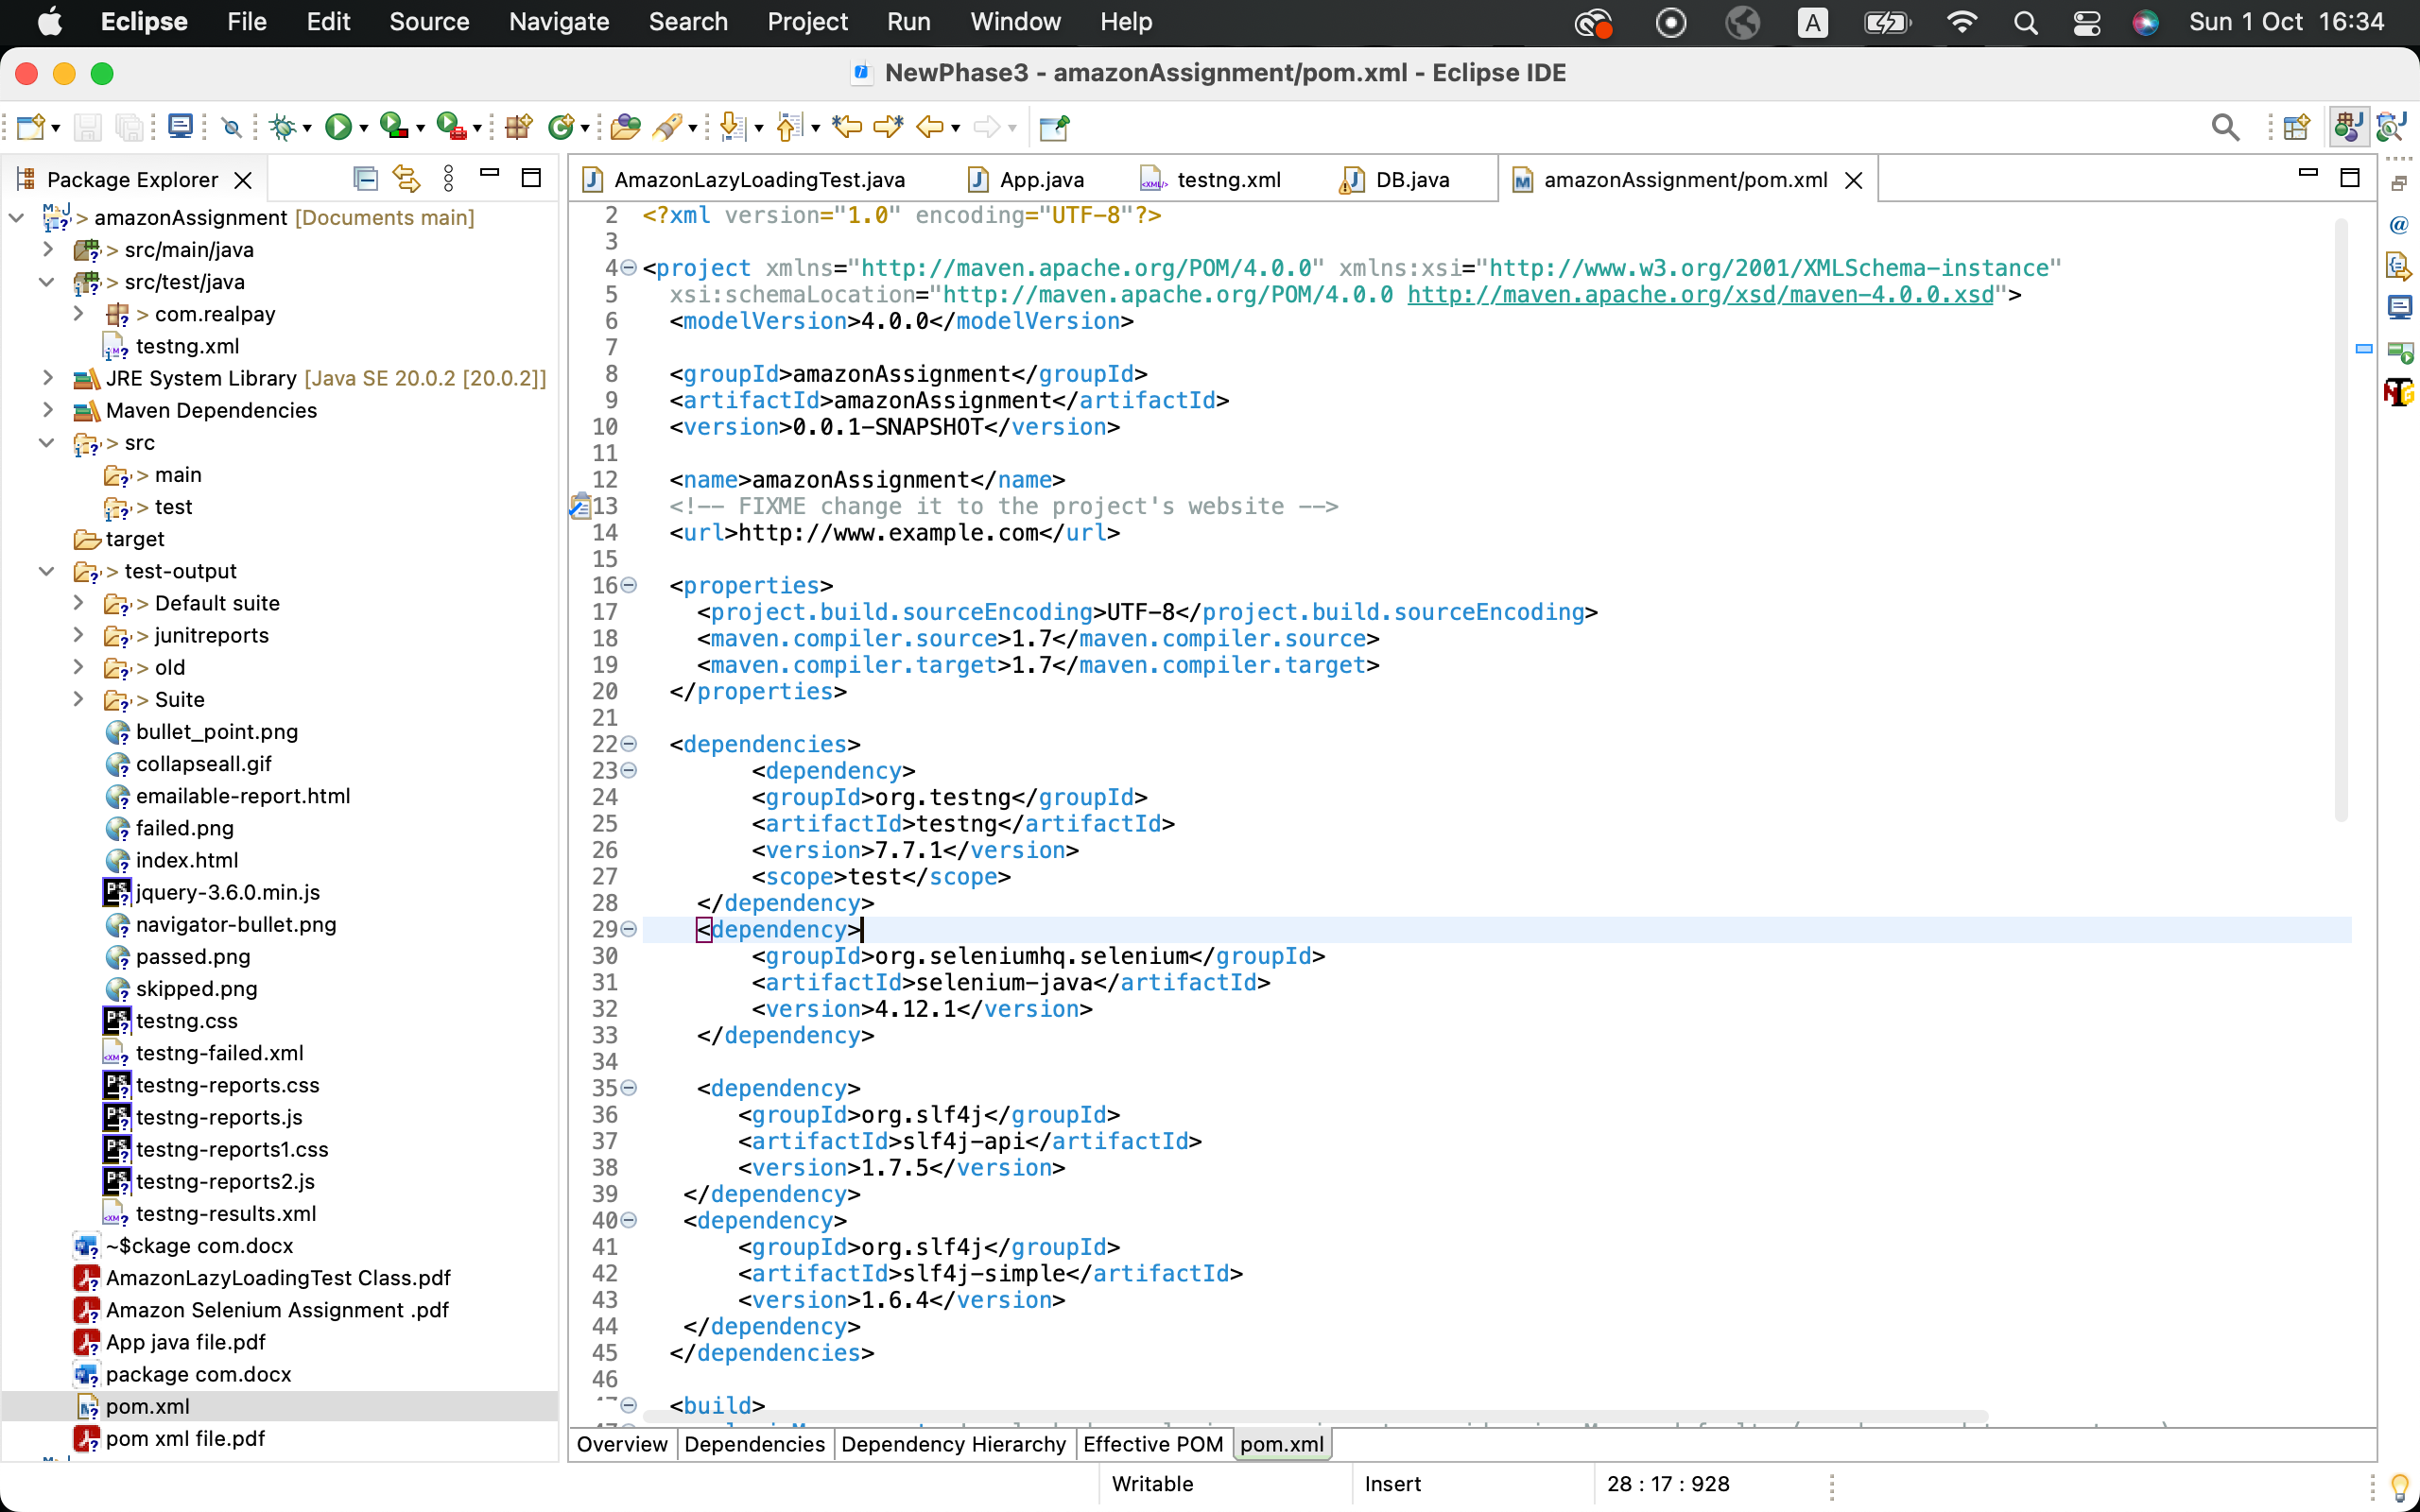 Eclipse File Edit Source Navigate Search Project Run Window Help A Sun 1 Oct 16:34
NewPhase3 - amazonAssignment/pom.xml - Eclipse IDE
Package Explorer
> amazonAssignment [Documents main]
> src/main/java
> src/test/java
> com.realpay
testng.xml
JRE System Library [Java SE 20.0.2 [20.0.2]]
Maven Dependencies
> src
> main
> test
target
> test-output
> Default suite
> junitreports
> old
> Suite
bullet_point.png
collapseall.gif
emailable-report.html
failed.png
index.html
jquery-3.6.0.min.js
navigator-bullet.png
passed.png
skipped.png
testng.css
testng-failed.xml
testng-reports.css
testng-reports.js
testng-reports1.css
testng-reports2.js
testng-results.xml
~$ckage com.docx
AmazonLazyLoadingTest Class.pdf
Amazon Selenium Assignment .pdf
App java file.pdf
package com.docx
pom.xml
pom xml file.pdf
AmazonLazyLoadingTest.java App.java testng.xml DB.java amazonAssignment/pom.xml
2 <?xml version="1.0" encoding="UTF-8"?>
3
4 <project xmlns="http://maven.apache.org/POM/4.0.0" xmlns:xsi="http://www.w3.org/2001/XMLSchema-instance"
5 xsi:schemaLocation="http://maven.apache.org/POM/4.0.0 http://maven.apache.org/xsd/maven-4.0.0.xsd">
6 <modelVersion>4.0.0</modelVersion>
7
8 <groupId>amazonAssignment</groupId>
9 <artifactId>amazonAssignment</artifactId>
10 <version>0.0.1-SNAPSHOT</version>
11
12 <name>amazonAssignment</name>
13 <!-- FIXME change it to the project's website -->
14 <url>http://www.example.com</url>
15
16 <properties>
17 <project.build.sourceEncoding>UTF-8</project.build.sourceEncoding>
18 <maven.compiler.source>1.7</maven.compiler.source>
19 <maven.compiler.target>1.7</maven.compiler.target>
20 </properties>
21
22 <dependencies>
23 <dependency>
24 <groupId>org.testng</groupId>
25 <artifactId>testng</artifactId>
26 <version>7.7.1</version>
27 <scope>test</scope>
28 </dependency>
29 <dependency>
30 <groupId>org.seleniumhq.selenium</groupId>
31 <artifactId>selenium-java</artifactId>
32 <version>4.12.1</version>
33 </dependency>
34
35 <dependency>
36 <groupId>org.slf4j</groupId>
37 <artifactId>slf4j-api</artifactId>
38 <version>1.7.5</version>
39 </dependency>
40 <dependency>
41 <groupId>org.slf4j</groupId>
42 <artifactId>slf4j-simple</artifactId>
43 <version>1.6.4</version>
44 </dependency>
45 </dependencies>
46
<build>
Overview Dependencies Dependency Hierarchy Effective POM pom.xml
Writable Insert 28 : 17 : 928